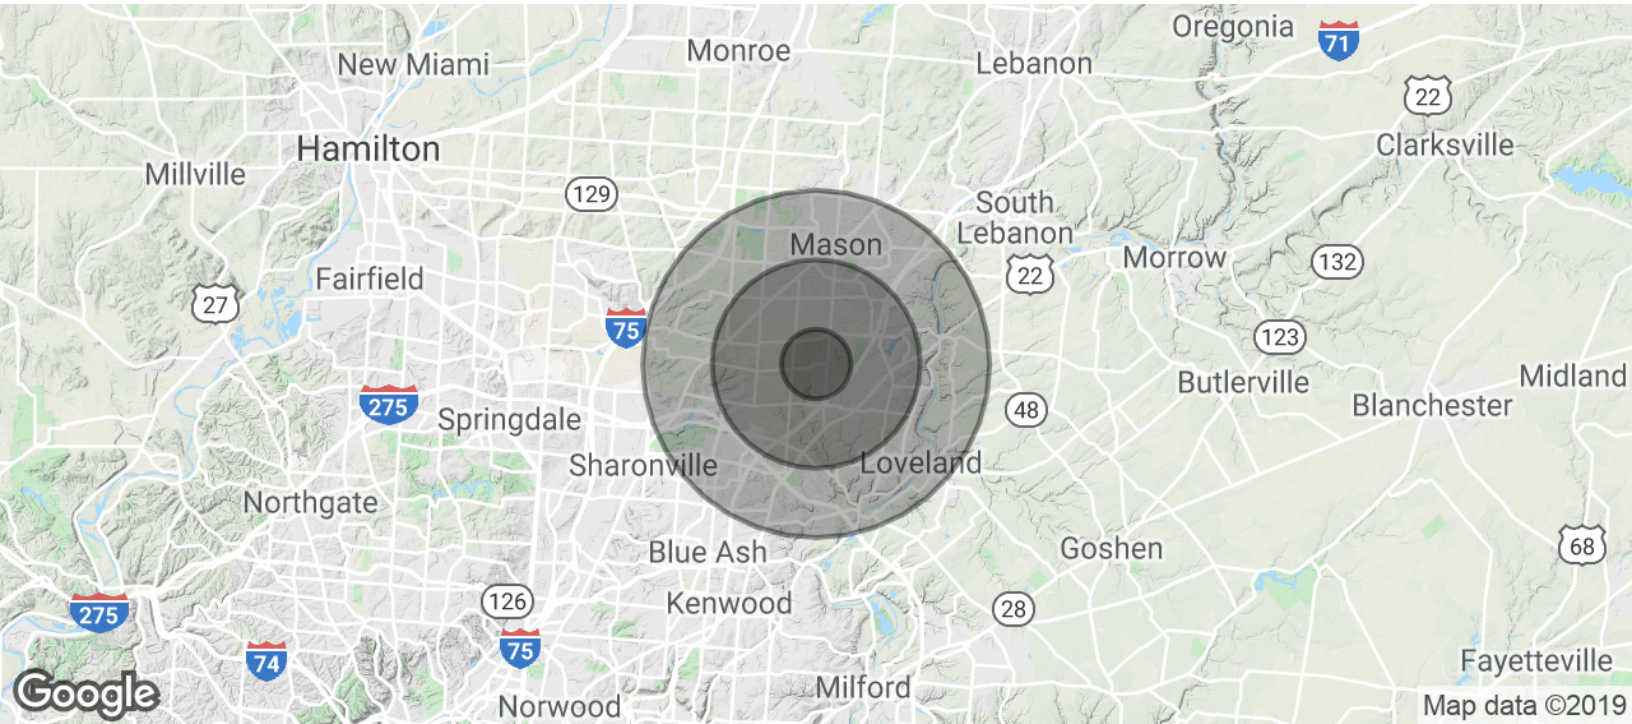 Oregonia
71
Monroe
New Miami
Lebanon
22
Clarksville
Hamilton
Millville
129
South
Lebanon
Mason
Morrow
132
Fairfield
22
27
75
123
Midland
Butlerville
Blanchester
275
48
Springdale
Sharonville
Loveland
Northgate
Blue Ash
Goshen
68
Kenwood
126
28
275
75
74
Fayetteville
Milford
Google
Norwood
Map data ©2019